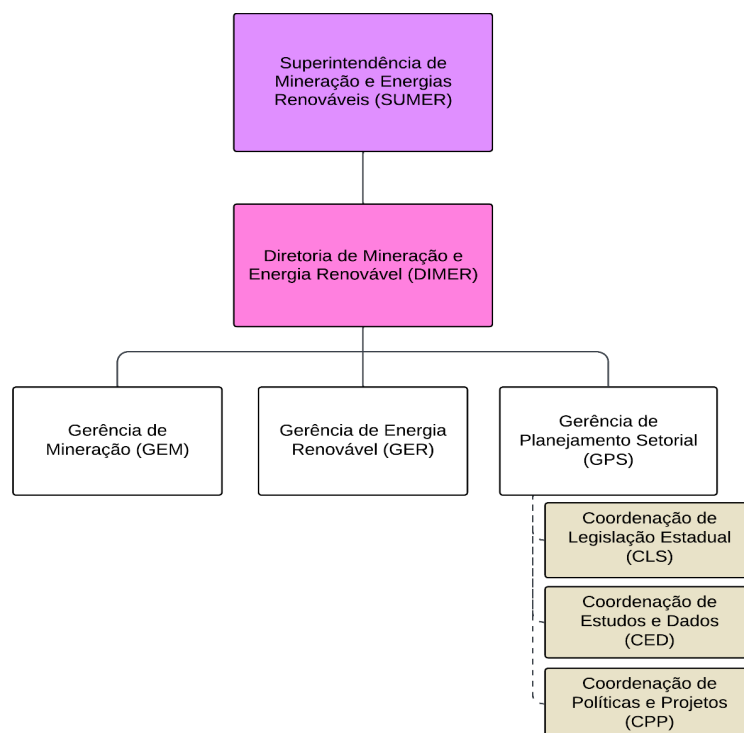 Superintendência de
Mineração e Energias
Renováveis (SUMER)
Diretoria de Mineração e
Energia Renovável (DIMER)
Gerência de
Mineração (GEM)
Gerência de Energia
Renovável (GER)
Gerência de
Planejamento Setorial
(GPS)
Coordenação de
Legislação Estadual
(CLS)
Coordenação de
Estudos e Dados
(CED)
Coordenação de
Políticas e Projetos
(CPP)